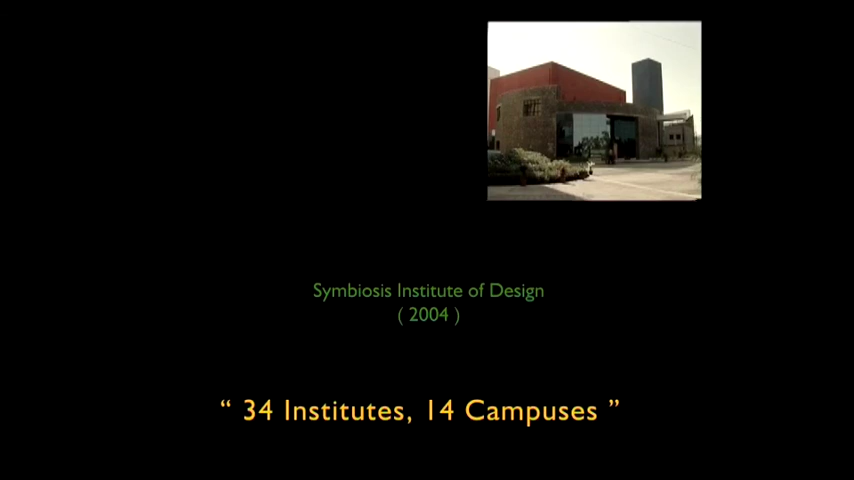 Symbiosis Institute of Design
( 2004 )
“ 34 Institutes, 14 Campuses ”